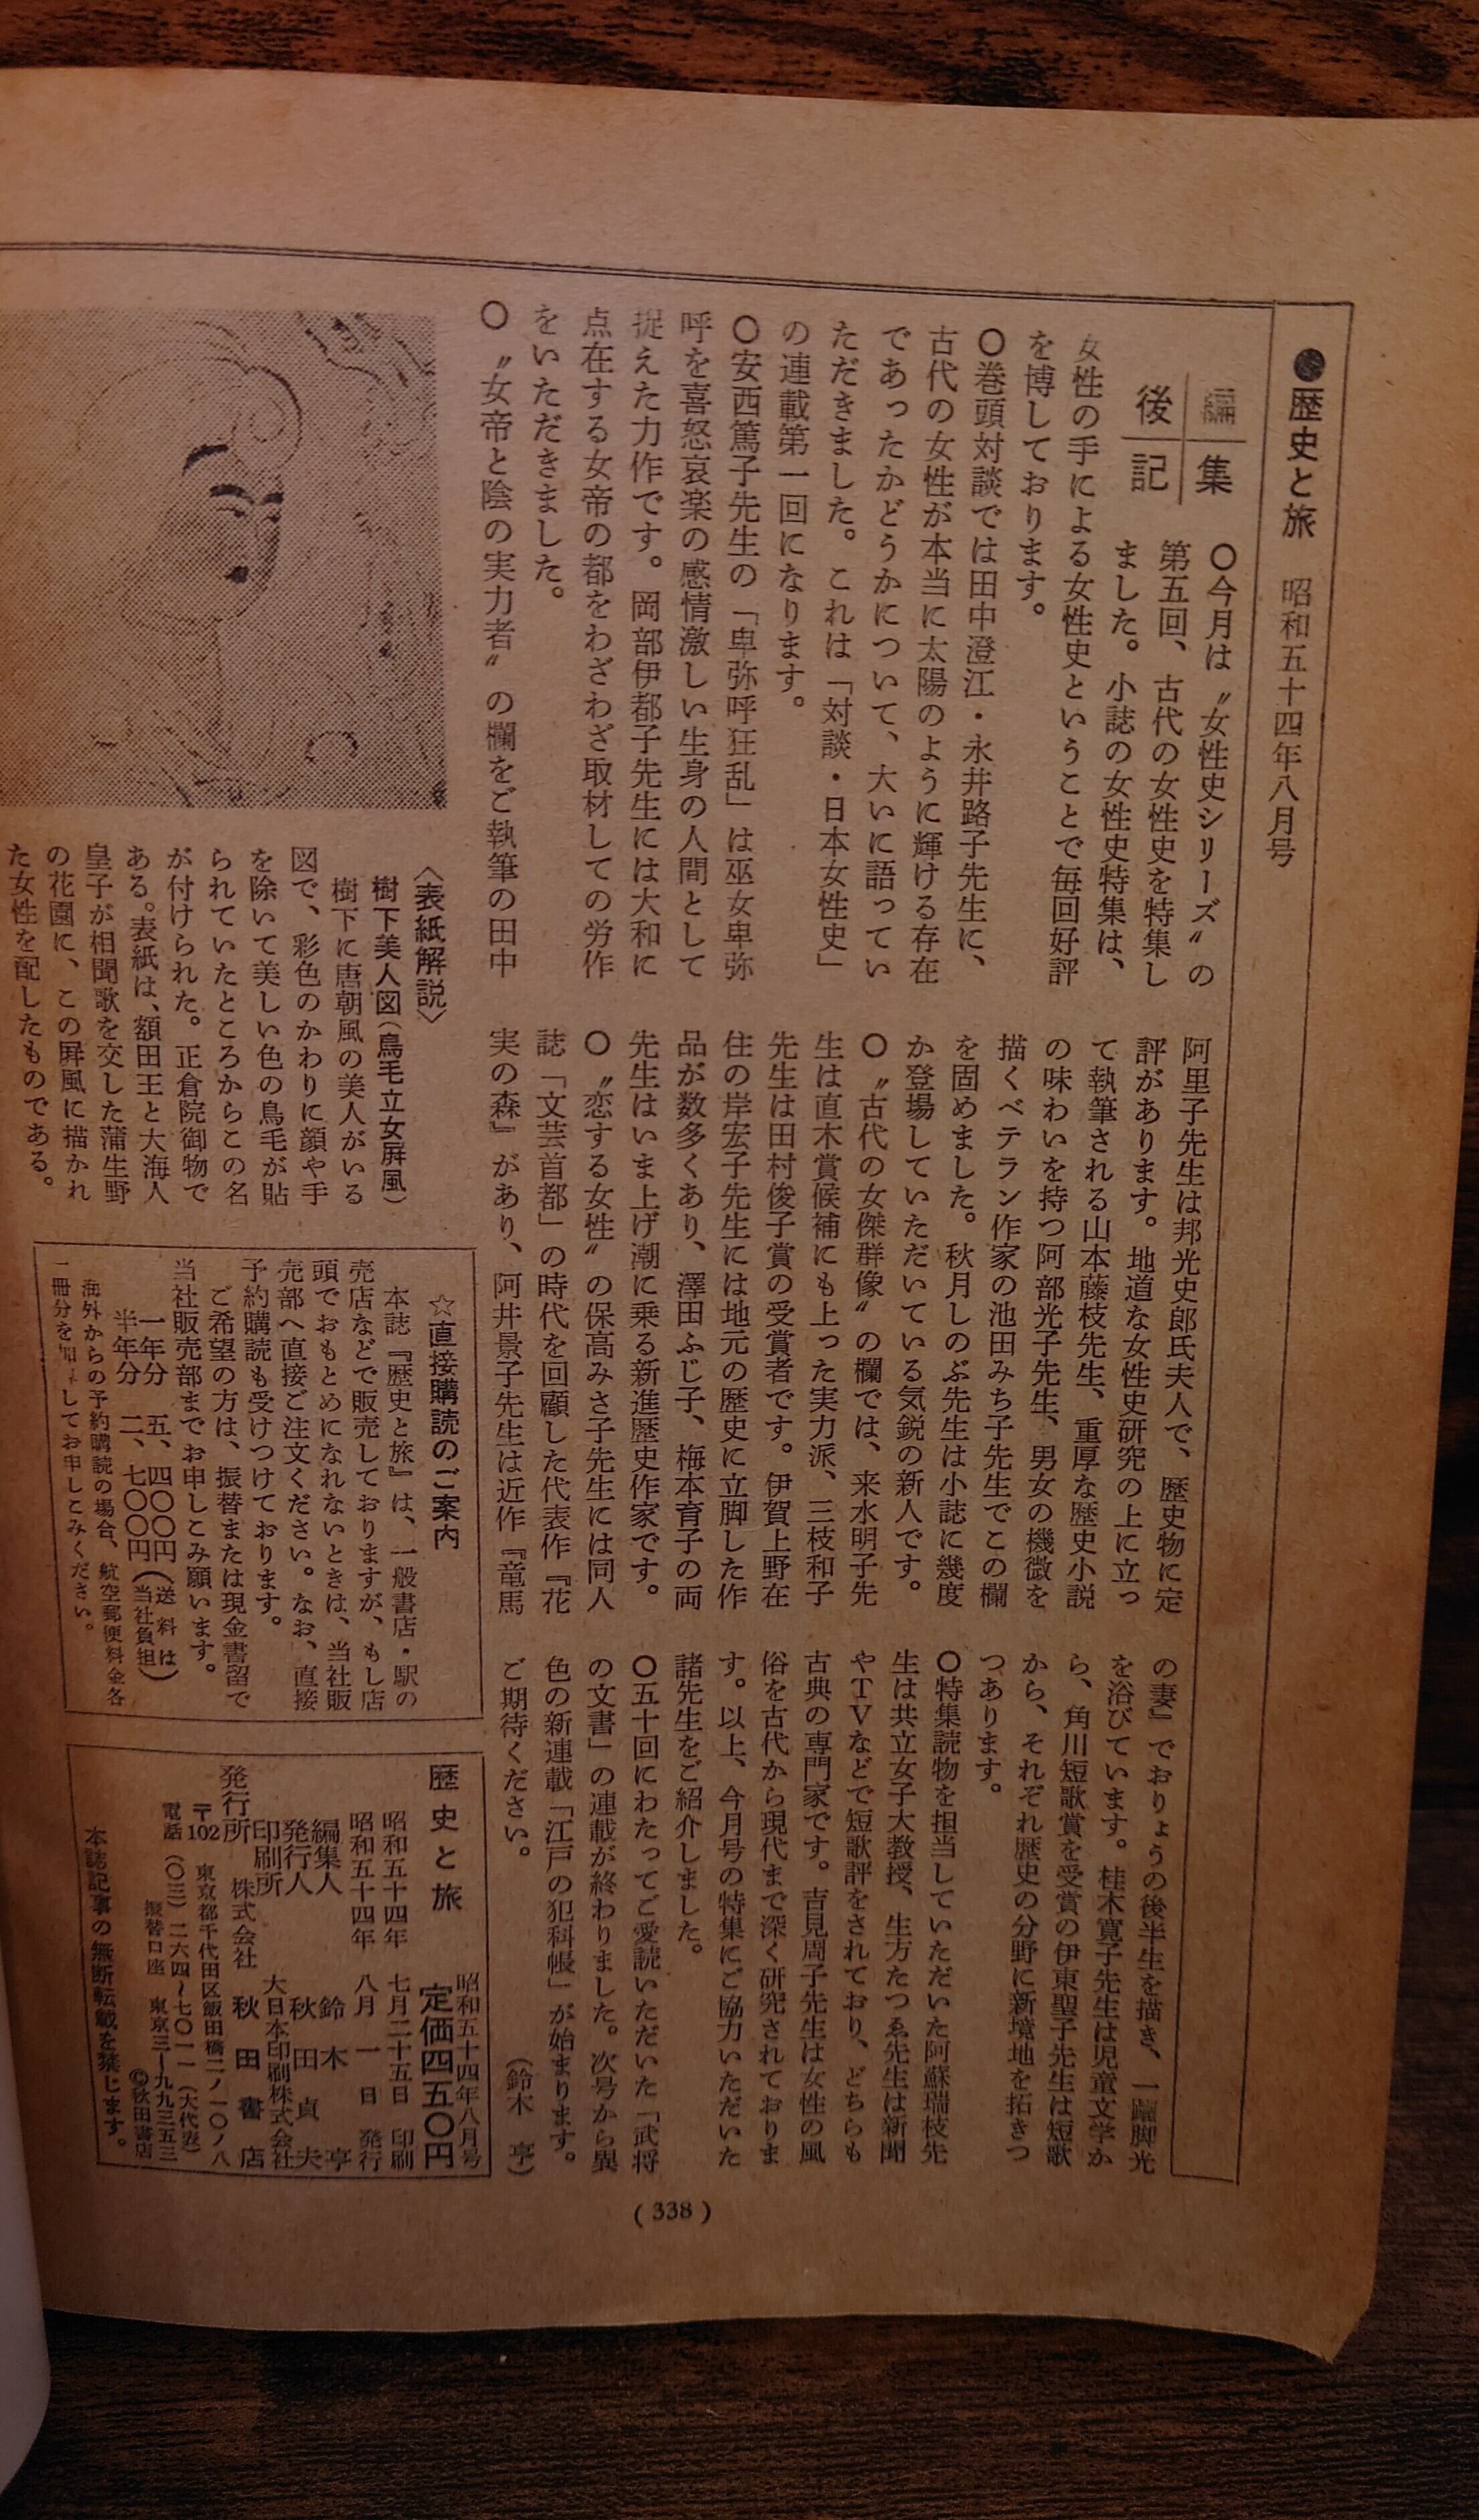 ●歴史と旅　昭和五十四年八月号
編集
後記
○今月は〝女性史シリーズ〟の
第五回、古代の女性史を特集し
ました。小誌の女性史特集は、
女性の手による女性史ということで毎回好評
を博しております。
○巻頭対談では田中澄江・永井路子先生に、
古代の女性が本当に太陽のように輝ける存在
であったかどうかについて、大いに語ってい
ただきました。これは「対談・日本女性史」
の連載第一回になります。
○安西篤子先生の「卑弥呼狂乱」は巫女卑弥
呼を喜怒哀楽の感情激しい生身の人間として
捉えた力作です。岡部伊都子先生には大和に
点在する女帝の都をわざわざ取材しての労作
をいただきました。
○〝女帝と陰の実力者〟の欄をご執筆の田中
阿里子先生は邦光史郎氏夫人で、歴史物に定
評があります。地道な女性史研究の上に立っ
て執筆される山本藤枝先生、重厚な歴史小説
の味わいを持つ阿部光子先生、男女の機微を
描くベテラン作家の池田みち子先生でこの欄
を固めました。秋月しのぶ先生は小誌に幾度
か登場していただいている気鋭の新人です。
○〝古代の女傑群像〟の欄では、来水明子先
生は直木賞候補にも上った実力派、三枝和子
先生は田村俊子賞の受賞者です。伊賀上野在
住の岸宏子先生には地元の歴史に立脚した作
品が数多くあり、澤田ふじ子、梅本育子の両
先生はいま上げ潮に乗る新進歴史作家です。
○〝恋する女性〟の保高みさ子先生には同人
誌「文芸首都」の時代を回顧した代表作『花
実の森』があり、阿井景子先生は近作『竜馬
の妻』でおりょうの後半生を描き、一躍脚光
を浴びています。桂木寛子先生は児童文学か
ら、角川短歌賞を受賞の伊東聖子先生は短歌
から、それぞれ歴史の分野に新境地を拓きつ
つあります。
○特集読物を担当していただいた阿蘇瑞枝先
生は共立女子大教授、生方たつゑ先生は新聞
やTVなどで短歌評をされており、どちらも
古典の専門家です。吉見周子先生は女性の風
俗を古代から現代まで深く研究されておりま
す。以上、今月号の特集にご協力いただいた
諸先生をご紹介しました。
○五十回にわたってご愛読いただいた「武将
の文書」の連載が終わりました。次号から異
色の新連載「江戸の犯科帳」が始まります。
ご期待ください。
（鈴木　亨）
〈表紙解説〉
樹下美人図（鳥毛立女屛風）
樹下に唐朝風の美人がいる
図で、彩色のかわりに顔や手
を除いて美しい色の鳥毛が貼
られていたところからこの名
が付けられた。正倉院御物で
ある。表紙は、額田王と大海人
皇子が相聞歌を交した蒲生野
の花園に、この屛風に描かれ
た女性を配したものである。
☆直接購読のご案内
本誌『歴史と旅』は、一般書店・駅の
売店などで販売しておりますが、もし店
頭でおもとめになれないときは、当社販
売部へ直接ご注文ください。なお、直接
予約購読も受けつけております。
ご希望の方は、振替または現金書留で
当社販売部までお申しこみ願います。
一年分　五、四〇〇円（送料は
半年分　二、七〇〇円（当社負担）
海外からの予約購読の場合、航空郵便料金各
一冊分を加えてお申しこみください。
歴史と旅
昭和五十四年八月号
定価四五〇円
昭和五十四年　七月二十五日　印刷
昭和五十四年　八月　一日　発行
編集人　鈴木　亨
発行人　秋田貞夫
印刷所　大日本印刷株式会社
発行所　株式会社　秋田書店
〒102　東京都千代田区飯田橋二ノ一〇ノ八
電話（〇三）二六四〜七〇一一（大代表）
振替口座　東京三―九九三五三
©秋田書店
本誌記事の無断転載を禁じます。
(338)